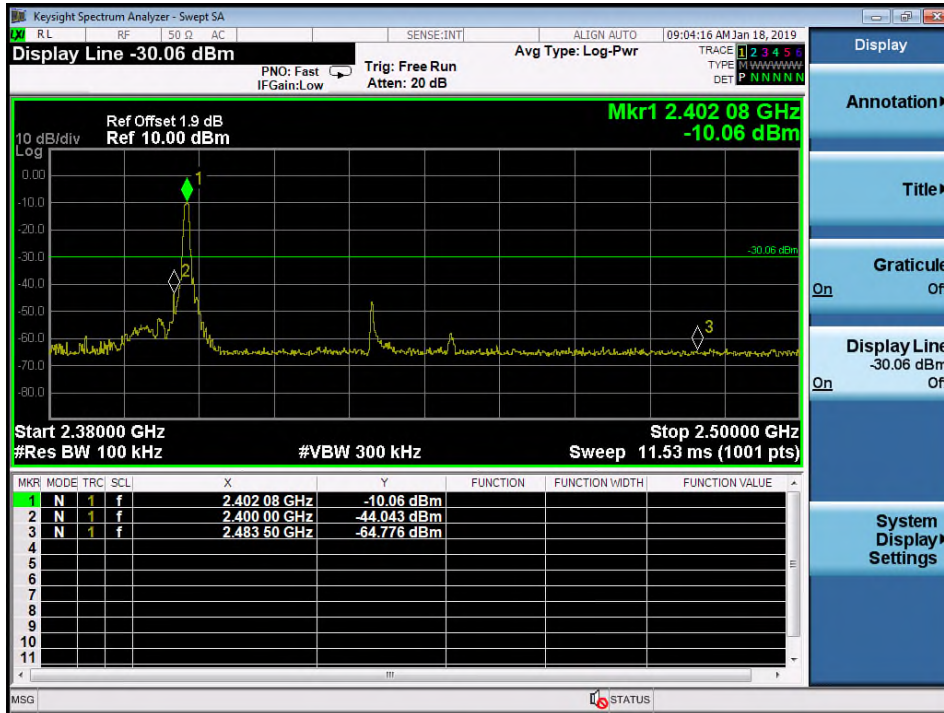 Keysight Spectrum Analyzer - Swept SA
LXI RL RF 50 Ω AC SENSE:INT ALIGN AUTO 09:04:16 AM Jan 18, 2019
Display Line -30.06 dBm
PNO: Fast
IFGain:Low
Trig: Free Run
Atten: 20 dB
Avg Type: Log-Pwr
TRACE 1 2 3 4 5 6
TYPE M WWWWW
DET P N N N N N
Mkr1 2.402 08 GHz
-10.06 dBm
Ref Offset 1.9 dB
10 dB/div Ref 10.00 dBm
Log
0.00
-10.0
-20.0
-30.0
-40.0
-50.0
-60.0
-70.0
-80.0
1
2
3
-30.06 dBm
Start 2.38000 GHz Stop 2.50000 GHz
#Res BW 100 kHz #VBW 300 kHz Sweep 11.53 ms (1001 pts)
MKR MODE TRC SCL X Y FUNCTION FUNCTION WIDTH FUNCTION VALUE
1 N 1 f 2.402 08 GHz -10.06 dBm
2 N 1 f 2.400 00 GHz -44.043 dBm
3 N 1 f 2.483 50 GHz -64.776 dBm
4
5
6
7
8
9
10
11
MSG STATUS
Display
Annotation
Title
Graticule
On Off
Display Line
-30.06 dBm
On Off
System
Display
Settings